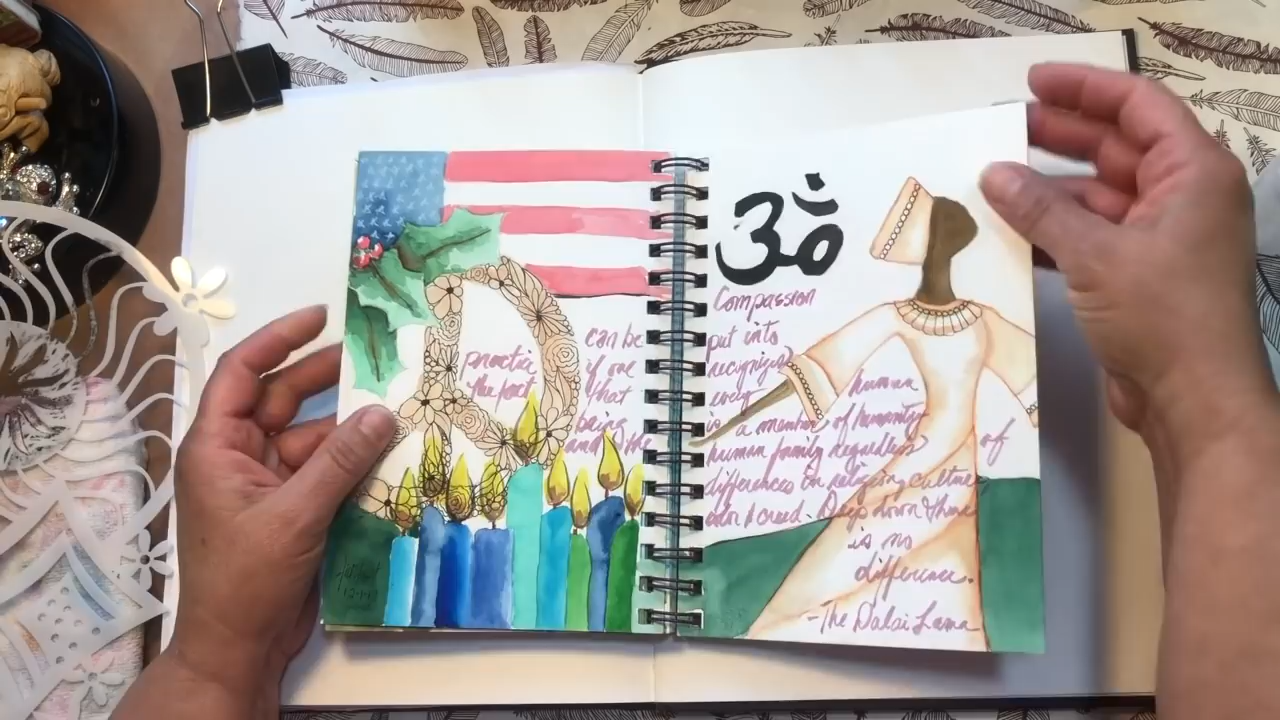 ॐ
Compassion
can be put into
practice if one recognizes
the fact that every human
being is a member of humanity
and the human family regardless of
differences in religion, culture
color & creed. Deep down there
is no
difference.
- The Dalai Lama